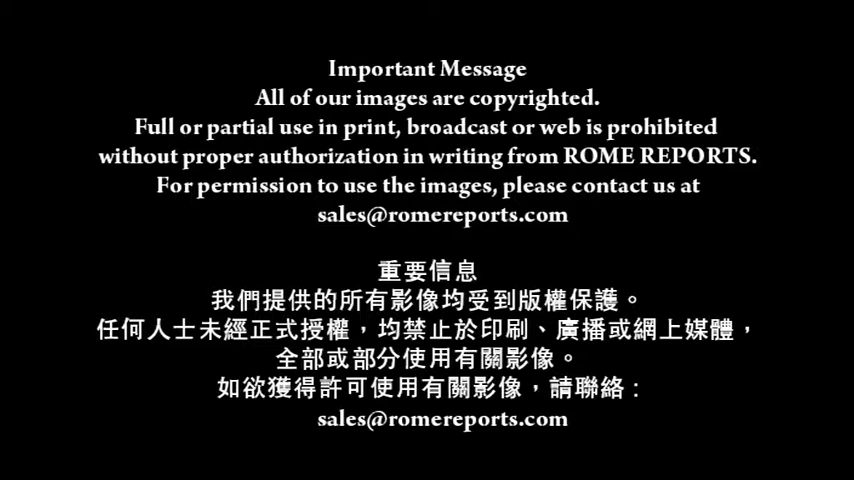 Important Message
All of our images are copyrighted.
Full or partial use in print, broadcast or web is prohibited
without proper authorization in writing from ROME REPORTS.
For permission to use the images, please contact us at
sales@romereports.com
重要信息
我們提供的所有影像均受到版權保護。
任何人士未經正式授權，均禁止於印刷、廣播或網上媒體，
全部或部分使用有關影像。
如欲獲得許可使用有關影像，請聯絡：
sales@romereports.com